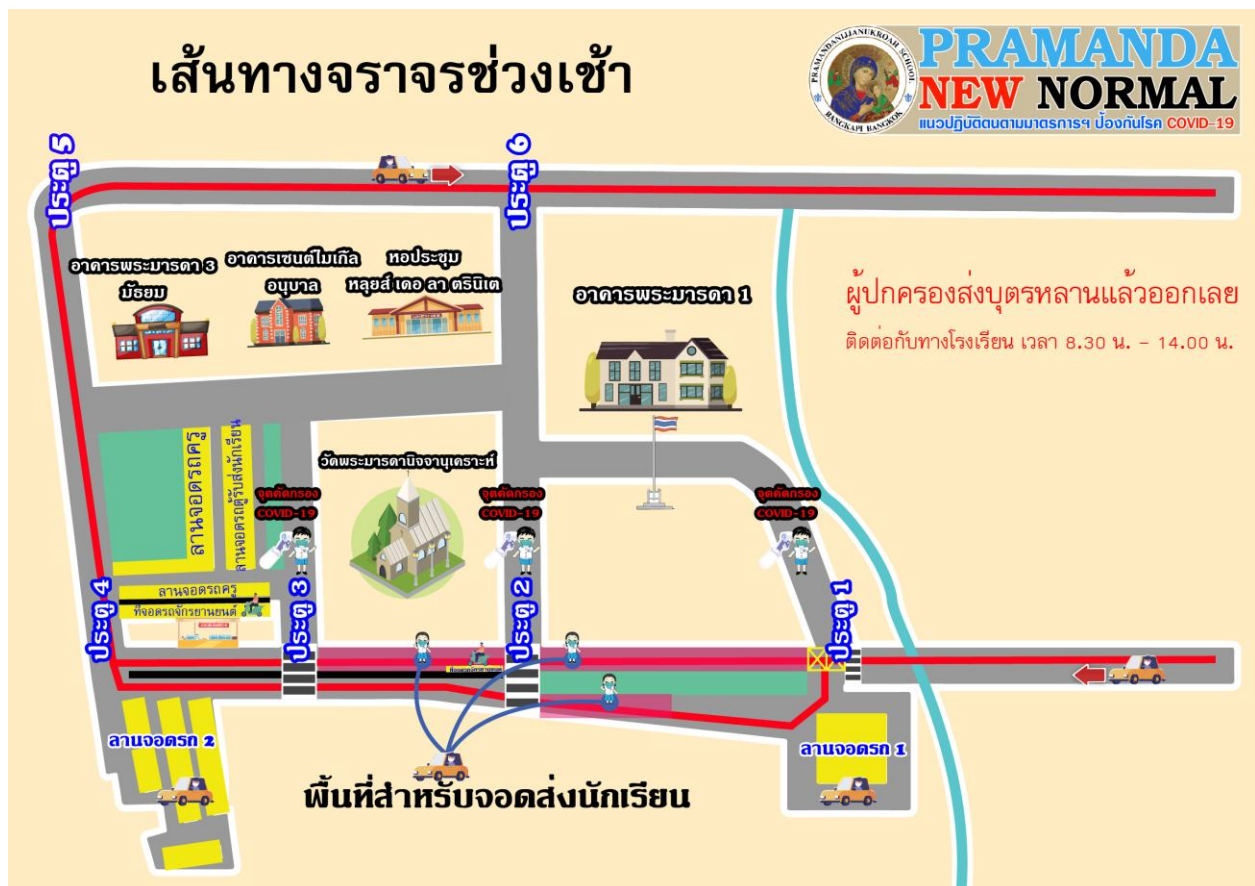 เส้นทางจราจรช่วงเช้า
PRAMANDANIJJANUKROAH SCHOOL
BANGKAPI BANGKOK
PRAMANDA
NEW NORMAL
แนวปฏิบัติตนตามมาตรการฯ ป้องกันโรค COVID-19
ประตู 5
ประตู 6
อาคารพระมารดา 3
มัธยม
อาคารเซนต์ไมเกิ้ล
อนุบาล
หอประชุม
หลุยส์ เดอ ลา ตรินิเต
อาคารพระมารดา 1
ผู้ปกครองส่งบุตรหลานแล้วออกเลย
ติดต่อกับทางโรงเรียน เวลา 8.30 น. - 14.00 น.
ลานจอดรถครู
ลานจอดรถตู้รับส่งนักเรียน
วัดพระมารดานิจจานุเคราะห์
จุดคัดกรอง
COVID-19
จุดคัดกรอง
COVID-19
จุดคัดกรอง
COVID-19
ลานจอดรถครู
ที่จอดรถจักรยานยนต์
ประตู 4
ประตู 3
ประตู 2
ประตู 1
ลานจอดรถ 2
ลานจอดรถ 1
พื้นที่สำหรับจอดส่งนักเรียน